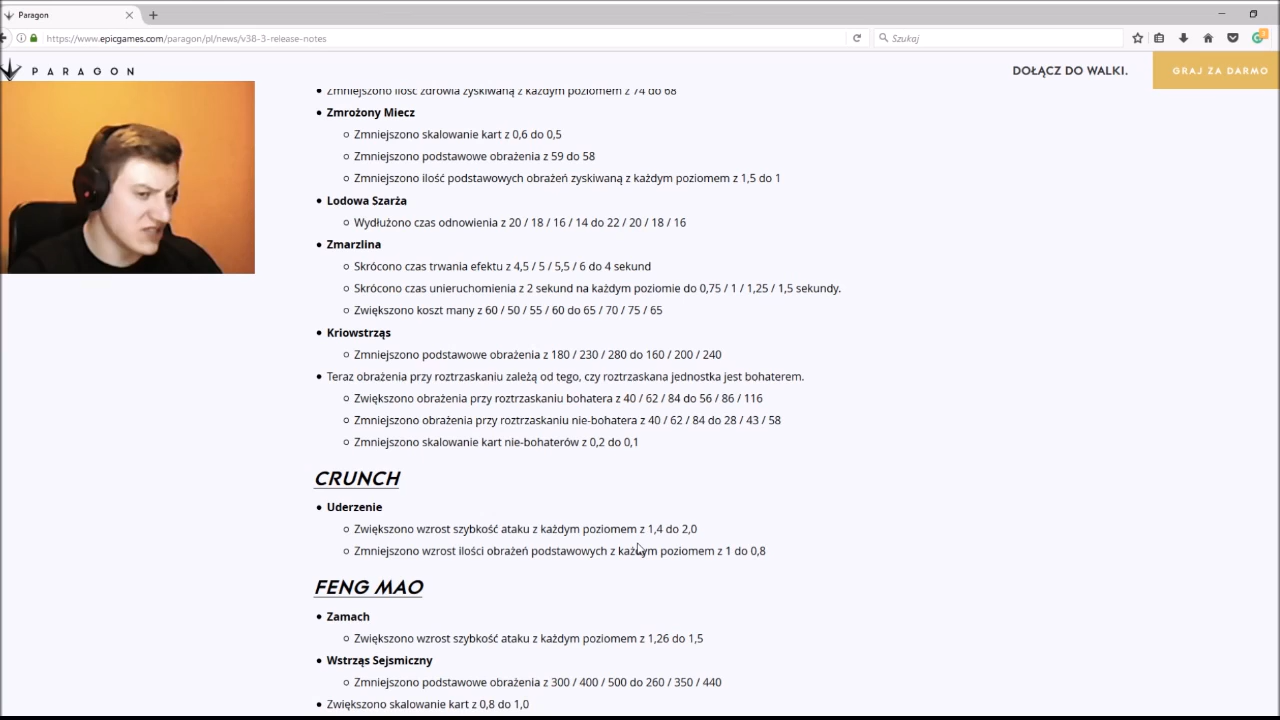 Paragon
https://www.epicgames.com/paragon/pl/news/v38-3-release-notes
Szukaj
PARAGON
DOŁĄCZ DO WALKI.
GRAJ ZA DARMO
Zmniejszono ilość zdrowia zyskiwaną z każdym poziomem z 74 do 68
Zmrożony Miecz
Zmniejszono skalowanie kart z 0,6 do 0,5
Zmniejszono podstawowe obrażenia z 59 do 58
Zmniejszono ilość podstawowych obrażeń zyskiwaną z każdym poziomem z 1,5 do 1
Lodowa Szarża
Wydłużono czas odnowienia z 20 / 18 / 16 / 14 do 22 / 20 / 18 / 16
Zmarzlina
Skrócono czas trwania efektu z 4,5 / 5 / 5,5 / 6 do 4 sekund
Skrócono czas unieruchomienia z 2 sekund na każdym poziomie do 0,75 / 1 / 1,25 / 1,5 sekundy.
Zwiększono koszt many z 60 / 50 / 55 / 60 do 65 / 70 / 75 / 65
Kriowstrząs
Zmniejszono podstawowe obrażenia z 180 / 230 / 280 do 160 / 200 / 240
Teraz obrażenia przy roztrzaskaniu zależą od tego, czy roztrzaskana jednostka jest bohaterem.
Zwiększono obrażenia przy roztrzaskaniu bohatera z 40 / 62 / 84 do 56 / 86 / 116
Zmniejszono obrażenia przy roztrzaskaniu nie-bohatera z 40 / 62 / 84 do 28 / 43 / 58
Zmniejszono skalowanie kart nie-bohaterów z 0,2 do 0,1
CRUNCH
Uderzenie
Zwiększono wzrost szybkość ataku z każdym poziomem z 1,4 do 2,0
Zmniejszono wzrost ilości obrażeń podstawowych z każdym poziomem z 1 do 0,8
FENG MAO
Zamach
Zwiększono wzrost szybkość ataku z każdym poziomem z 1,26 do 1,5
Wstrząs Sejsmiczny
Zmniejszono podstawowe obrażenia z 300 / 400 / 500 do 260 / 350 / 440
Zwiększono skalowanie kart z 0,8 do 1,0